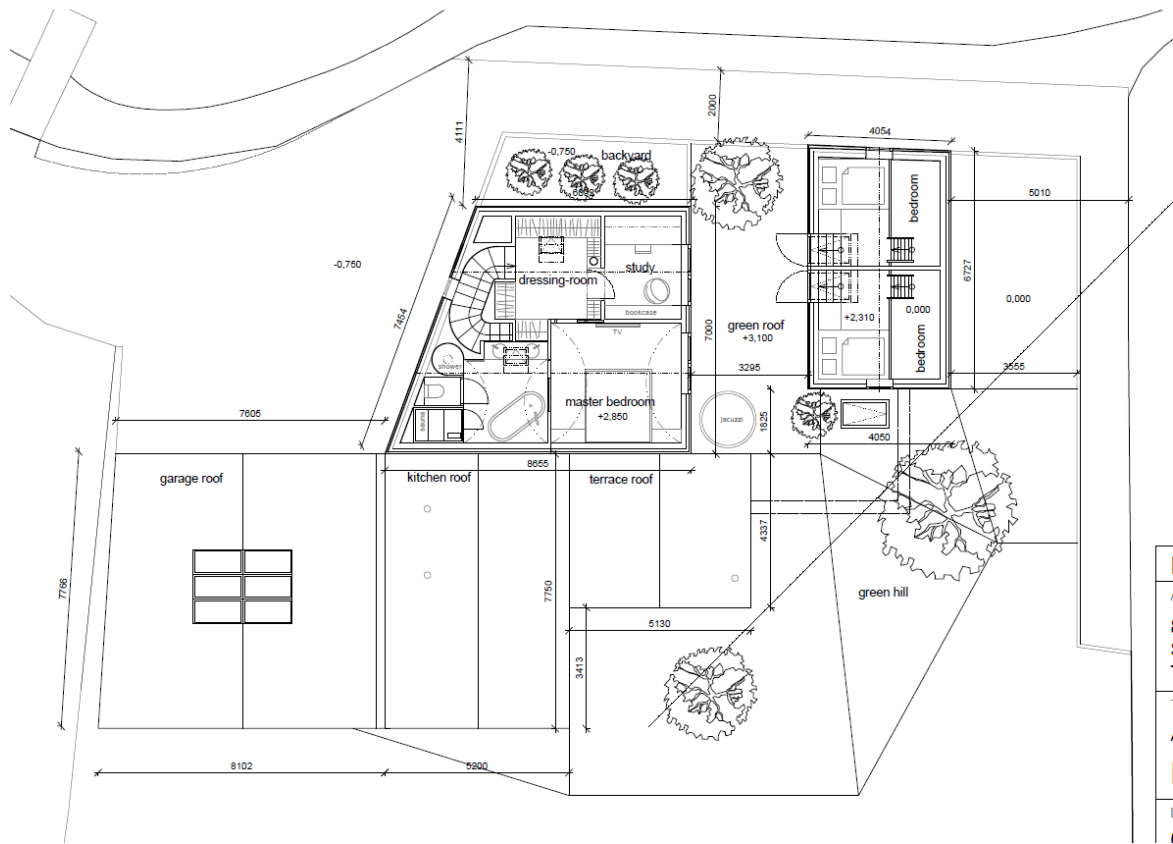 2000
4111
4054
-0,750
backyard
6632
5010
bedroom
-0,750
study
dressing-room
6727
0,000
7454
bookcase
TV
green roof
+3,100
7000
+2,310
0,000
bedroom
shower
3295
3555
master bedroom
+2,850
sauna
jacuzzi
1825
7605
4050
8655
garage roof
kitchen roof
terrace roof
4337
7766
7750
green hill
5130
3413
8102
5200